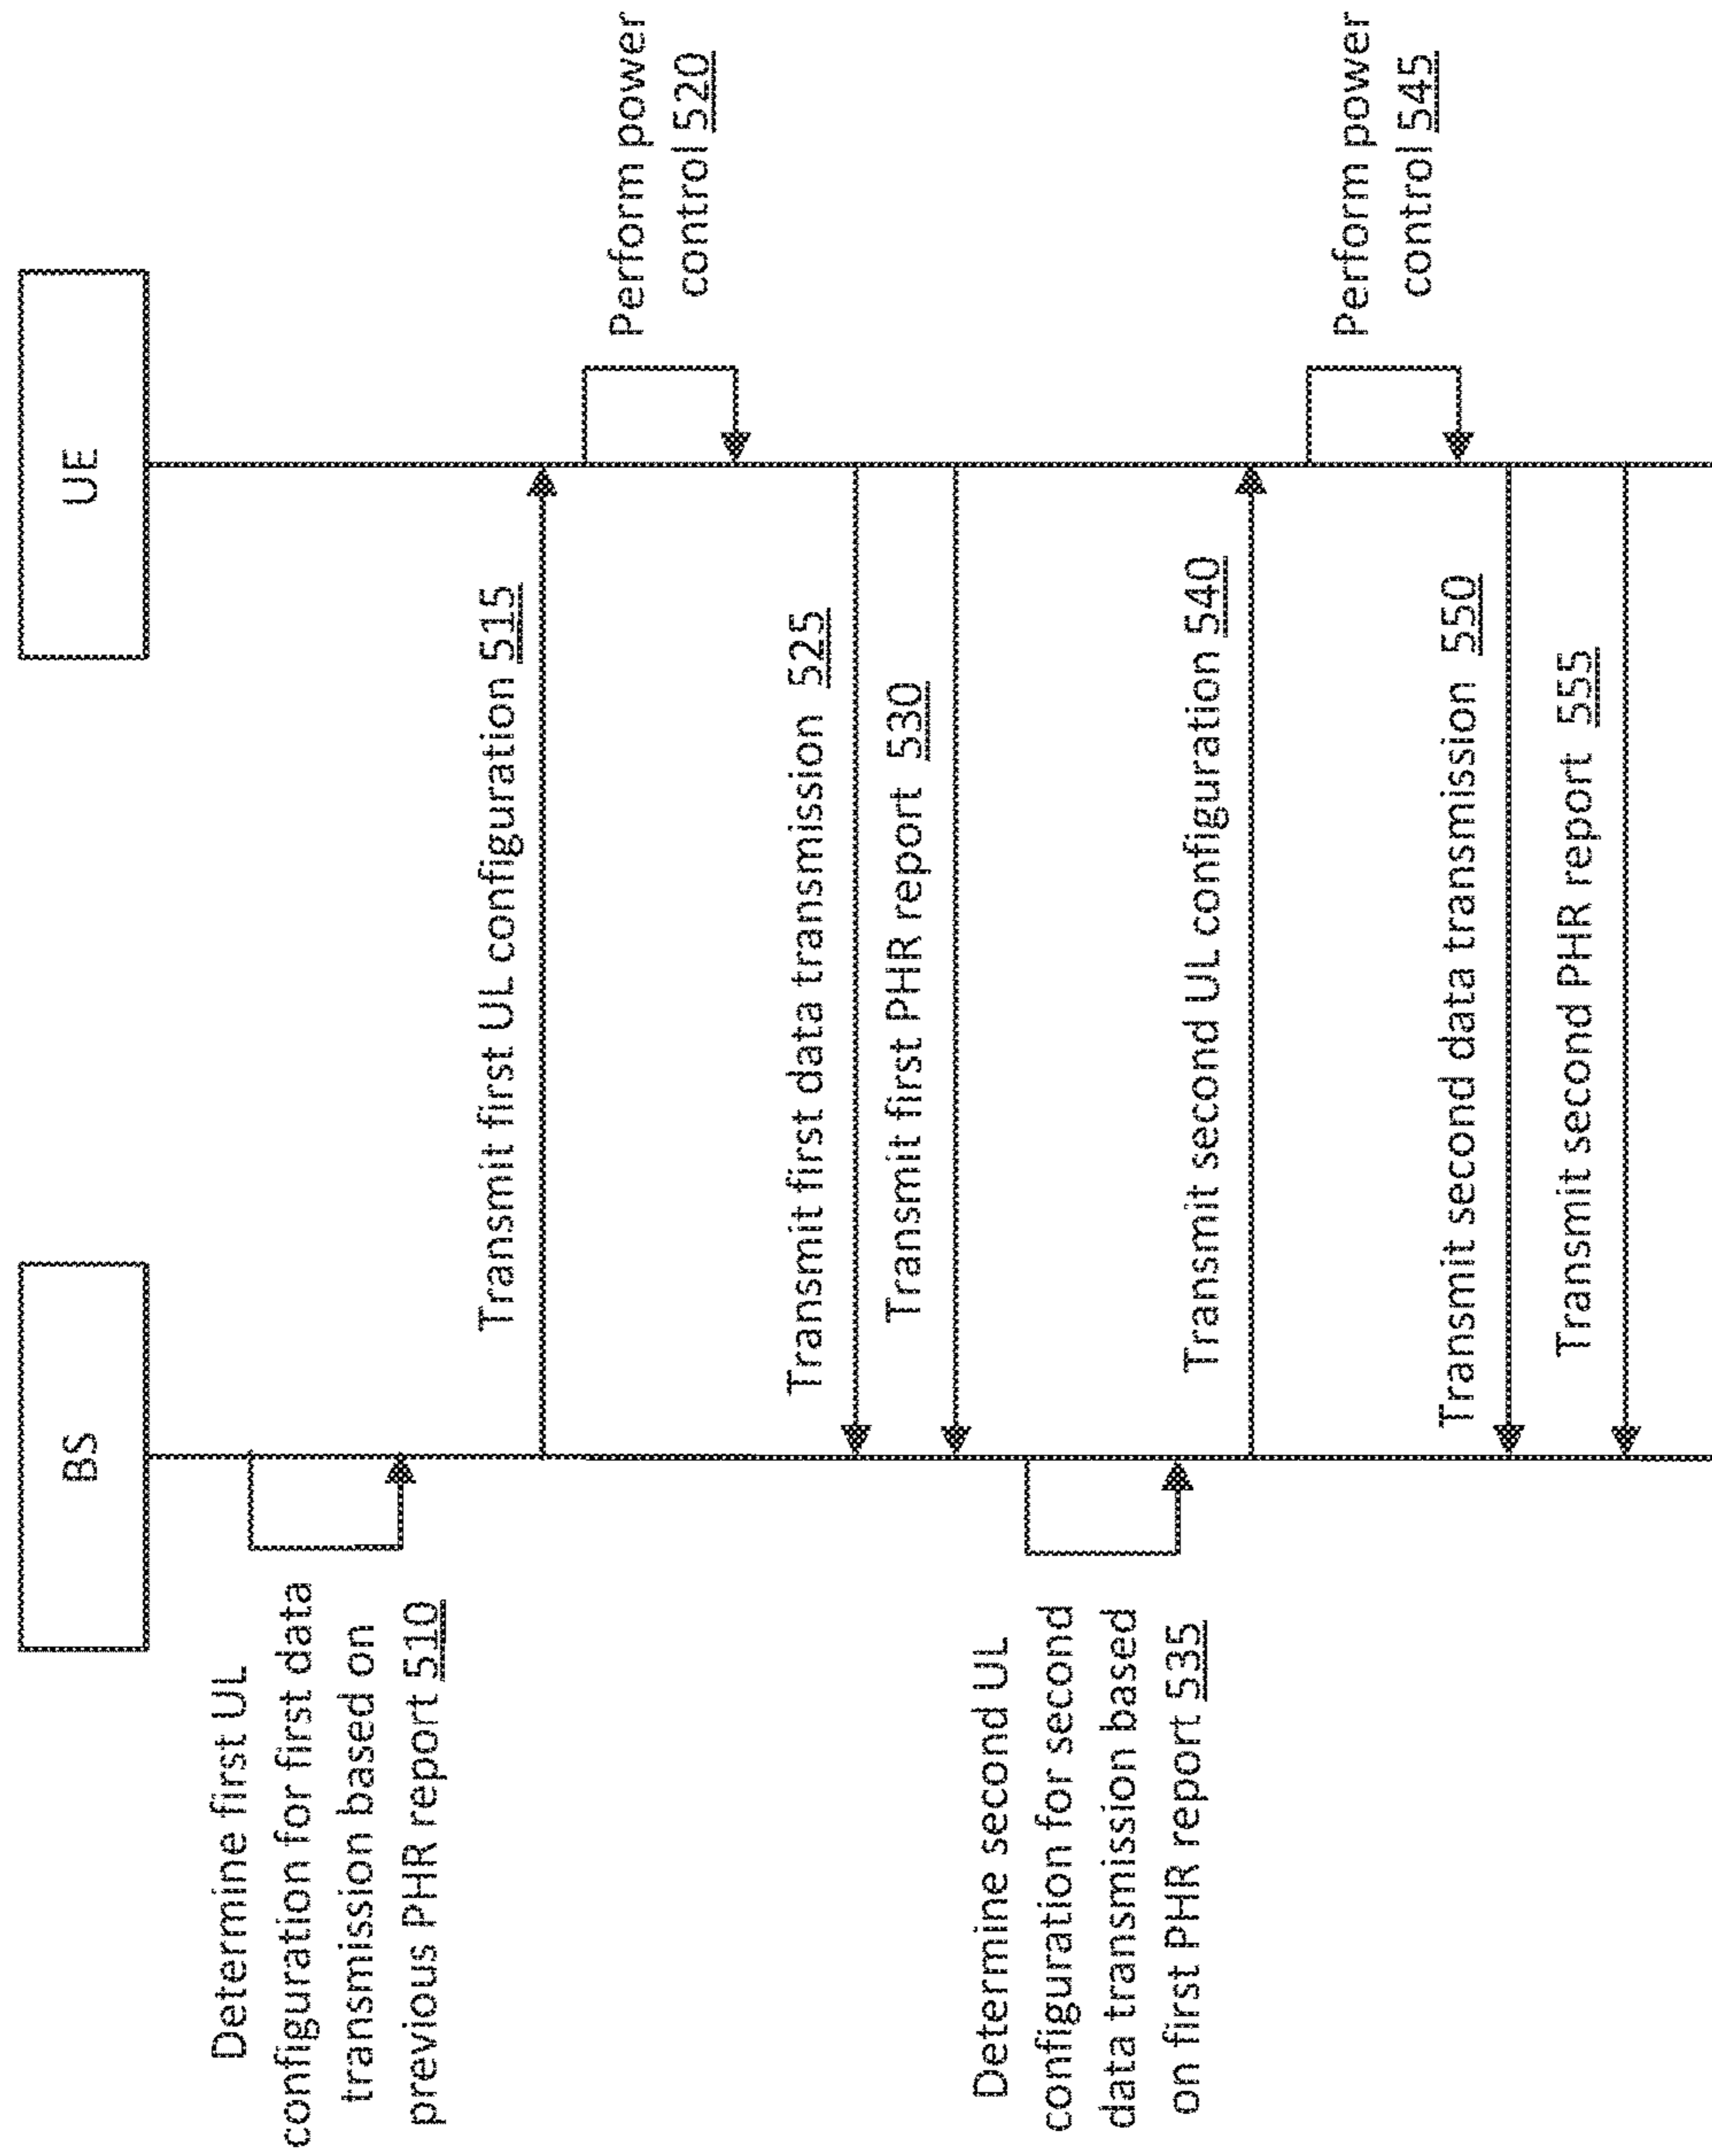 BS
UE
Determine first UL
configuration for first data
transmission based on
previous PHR report 510
Transmit first UL configuration 515
Perform power
control 520
Transmit first data transmission 525
Transmit first PHR report 530
Determine second UL
configuration for second
data transmission based
on first PHR report 535
Transmit second UL configuration 540
Perform power
control 545
Transmit second data transmission 550
Transmit second PHR report 555